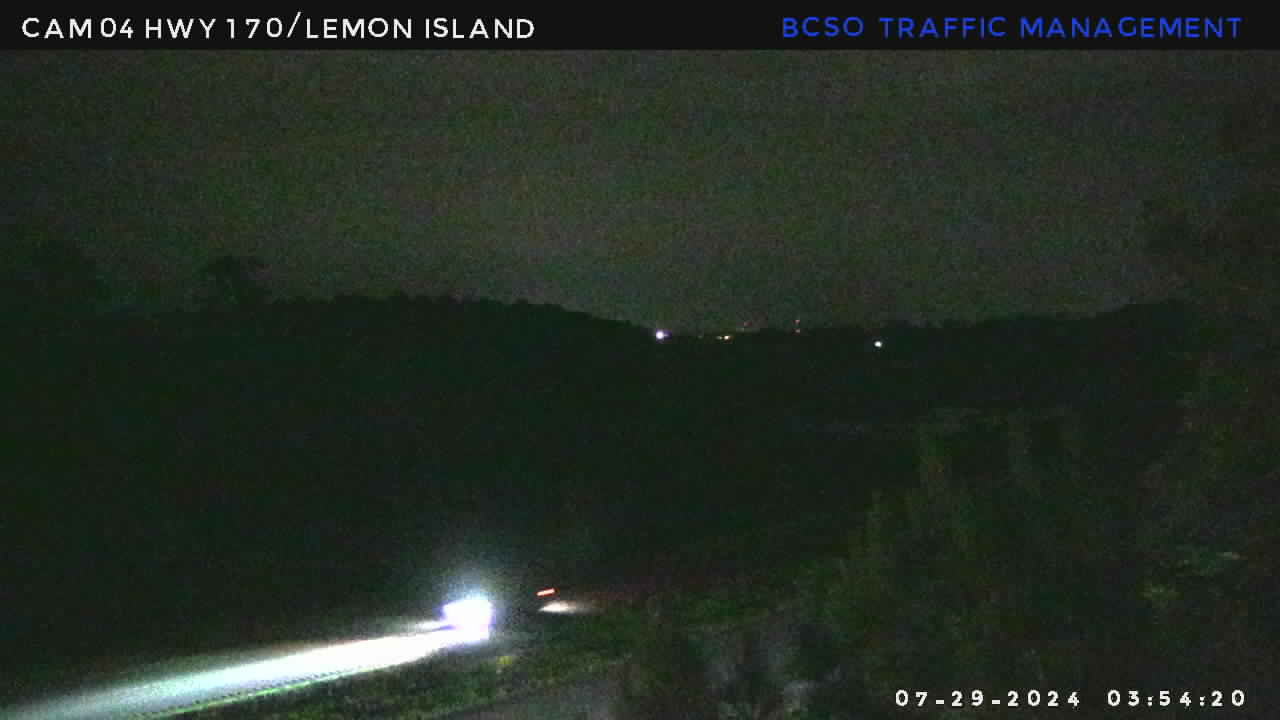 CAM04 HWY 170/LEMON ISLAND
BCSO TRAFFIC MANAGEMENT
07-29-2024 03:54:20